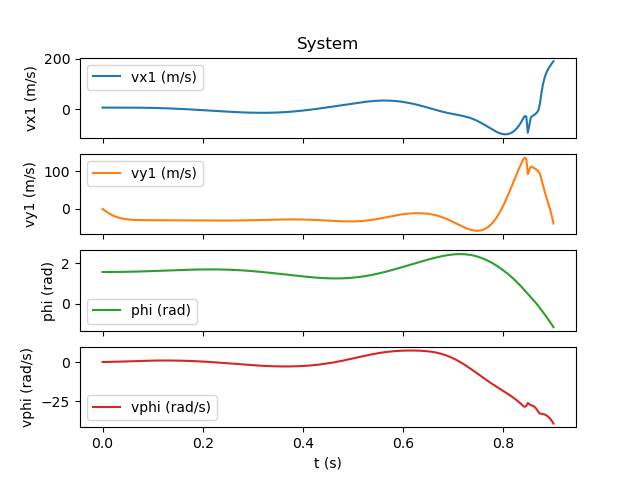 System
200
0
vx1 (m/s)
vx1 (m/s)
100
0
vy1 (m/s)
vy1 (m/s)
2
0
phi (rad)
phi (rad)
0
−25
vphi (rad/s)
vphi (rad/s)
0.0 0.2 0.4 0.6 0.8
t (s)